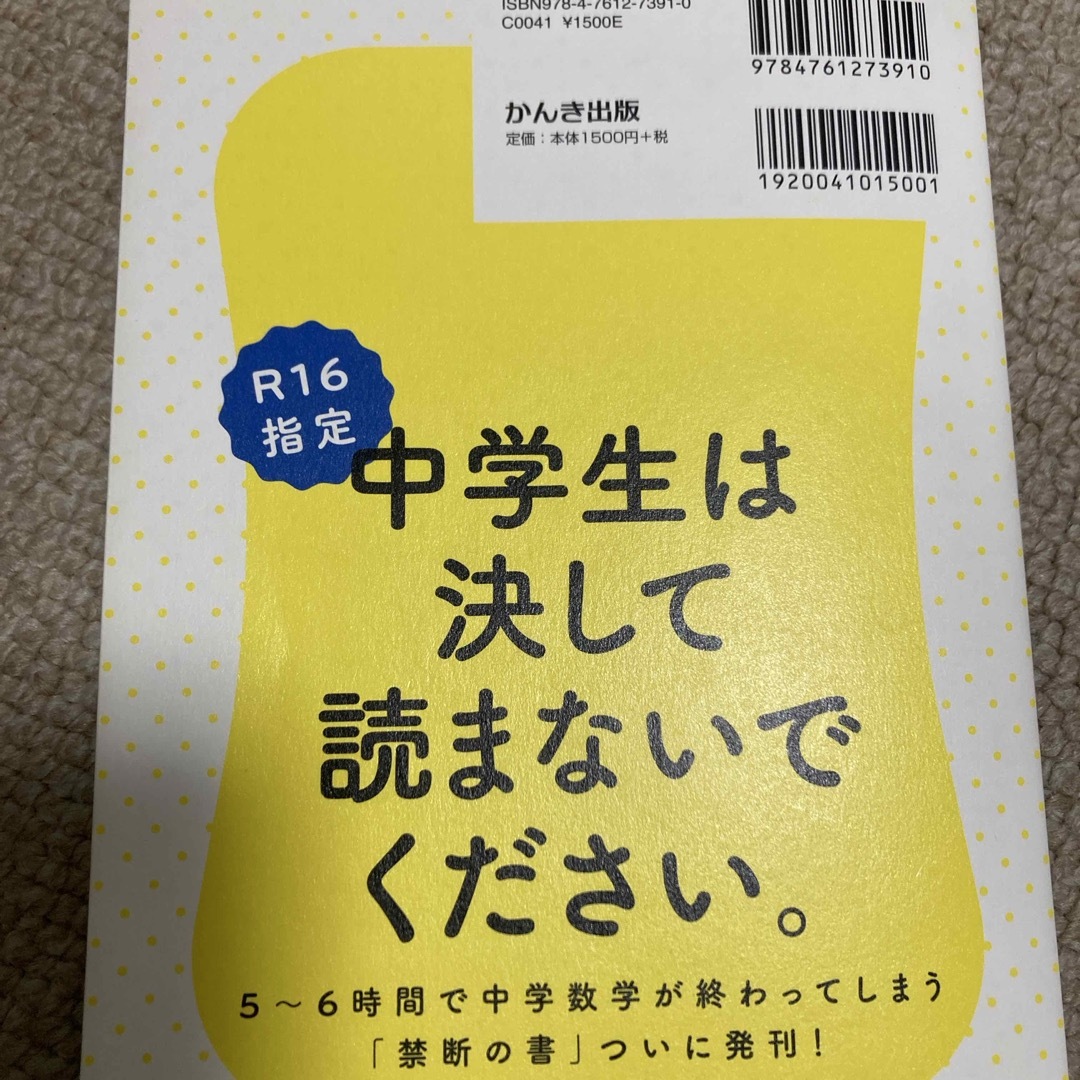 ISBN978-4-7612-7391-0
C0041 ¥1500E
9784761273910
かんき出版
定価：本体1500円＋税
1920041015001
R16
指定
中学生は
決して
読まないで
ください。
5～6時間で中学数学が終わってしまう
「禁断の書」ついに発刊！